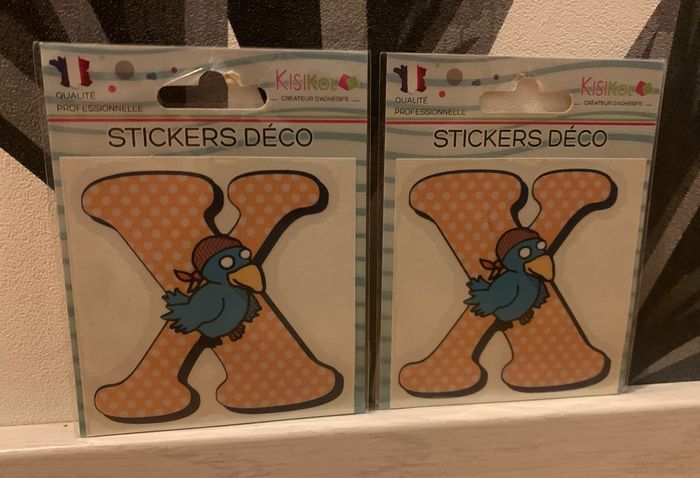 QUALITÉ
PROFESSIONNELLE
KISIKOL
CRÉATEUR D'ADHÉSIFS
STICKERS DÉCO
X
QUALITÉ
PROFESSIONNELLE
KISIKOL
CRÉATEUR D'ADHÉSIFS
STICKERS DÉCO
X